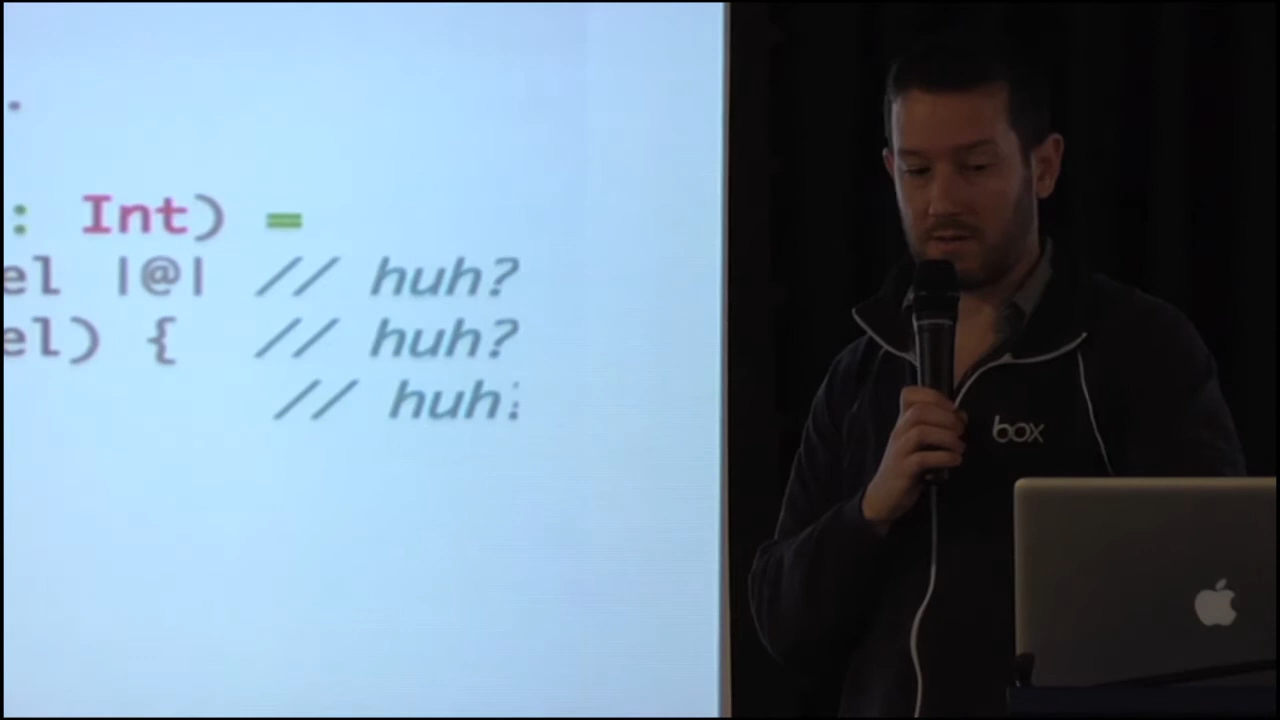 .
: Int) =
el |@| // huh?
el) { // huh?
// huh
box